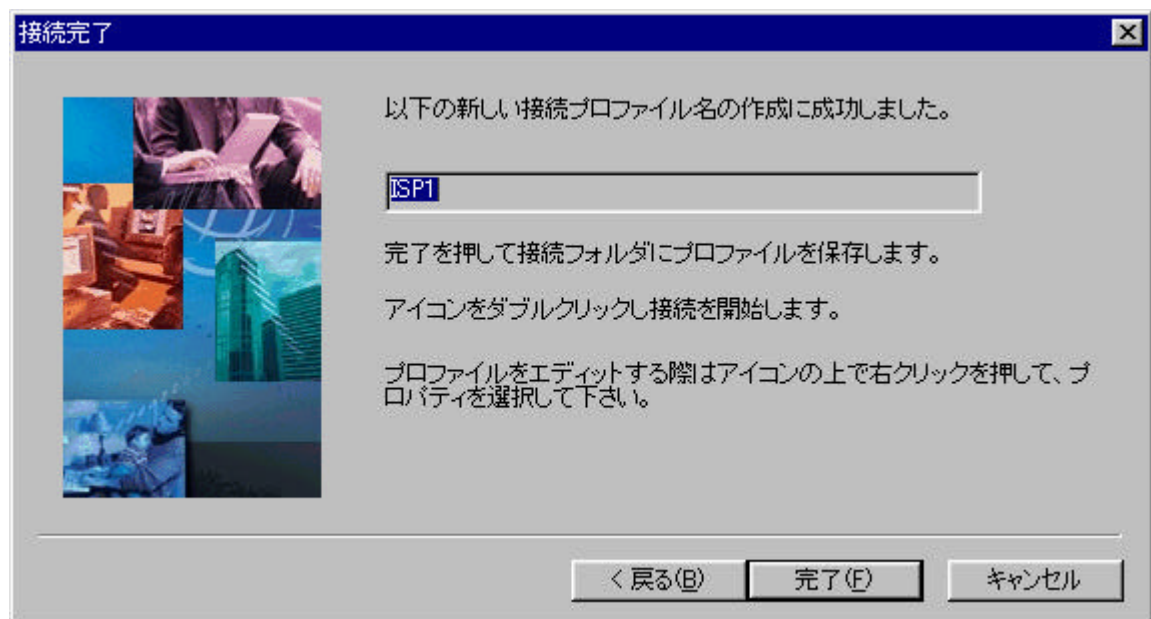 接続完了
以下の新しい接続プロファイル名の作成に成功しました。
ISP1
完了を押して接続フォルダにプロファイルを保存します。
アイコンをダブルクリックし接続を開始します。
プロファイルをエディットする際はアイコンの上で右クリックを押して、プ
ロパティを選択して下さい。
< 戻る(B) 完了(F) キャンセル